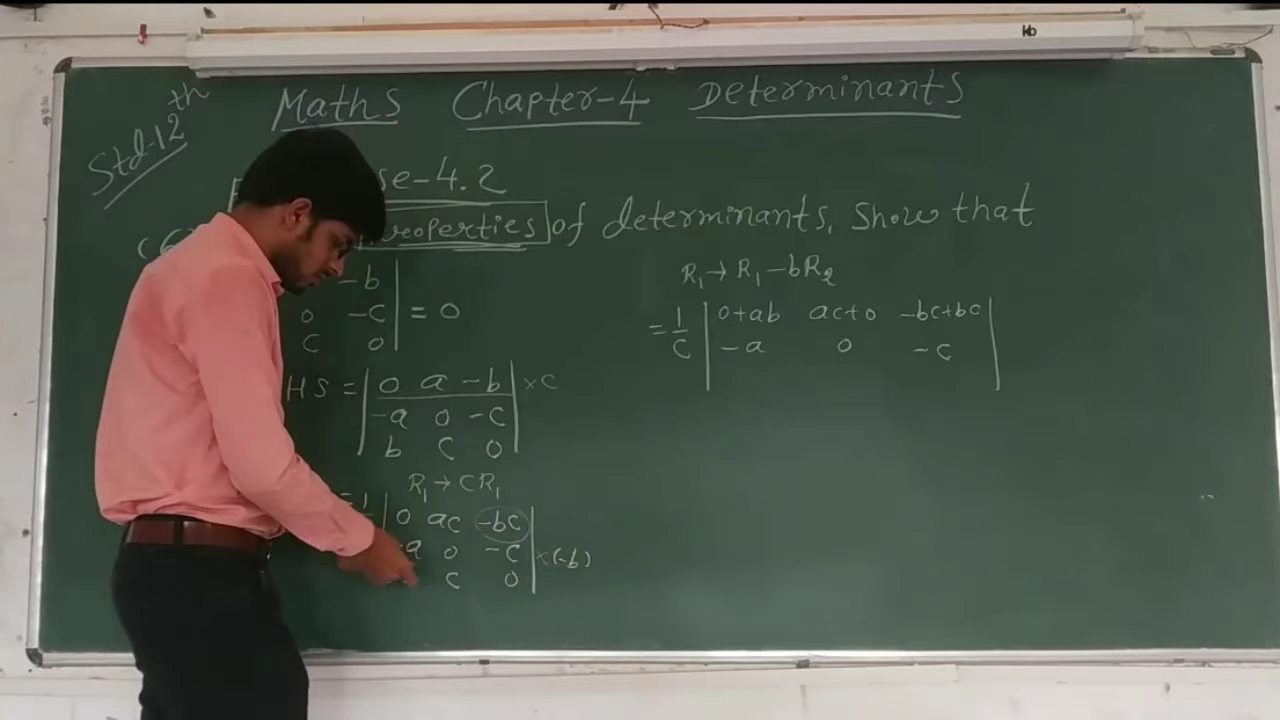 kb
Maths Chapter-4 Determinants
Std-12th
se-4.2
(6) roperties of determinants, show that
-b
0 -c = 0
c 0
HS = | 0 a -b | ×c
-a 0 -c
b c 0
R₁ → CR₁
= 1 | 0 ac -bc |
a 0 -c ×(-b)
c 0
R₁ → R₁ - bR₂
= 1/c | 0+ab ac+0 -bc+bc |
-a 0 -c